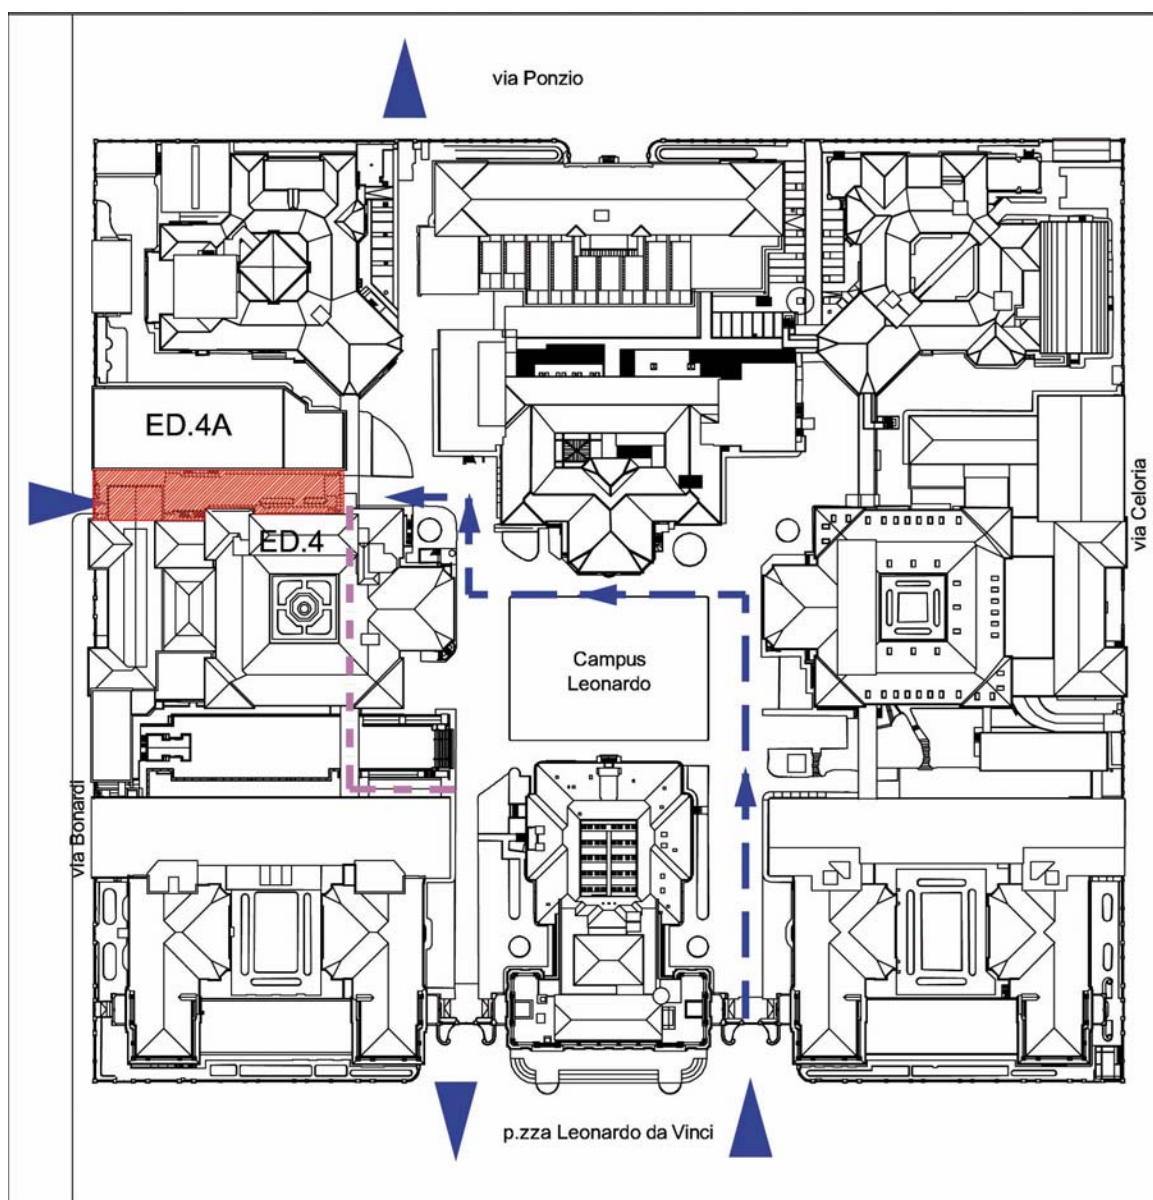 via Ponzio
ED.4A
ED.4
via Celoria
Campus
Leonardo
via Bonardi
p.zza Leonardo da Vinci